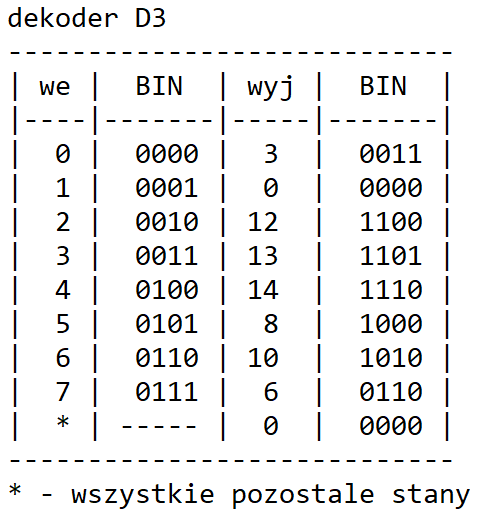 dekoder D3
------------------------------
| we |  BIN  | wyj |  BIN  |
|----|-------|-----|-------|
|  0 |  0000 |  3  |  0011 |
|  1 |  0001 |  0  |  0000 |
|  2 |  0010 | 12  |  1100 |
|  3 |  0011 | 13  |  1101 |
|  4 |  0100 | 14  |  1110 |
|  5 |  0101 |  8  |  1000 |
|  6 |  0110 | 10  |  1010 |
|  7 |  0111 |  6  |  0110 |
|  * | ----- |  0  |  0000 |
------------------------------
* - wszystkie pozostale stany